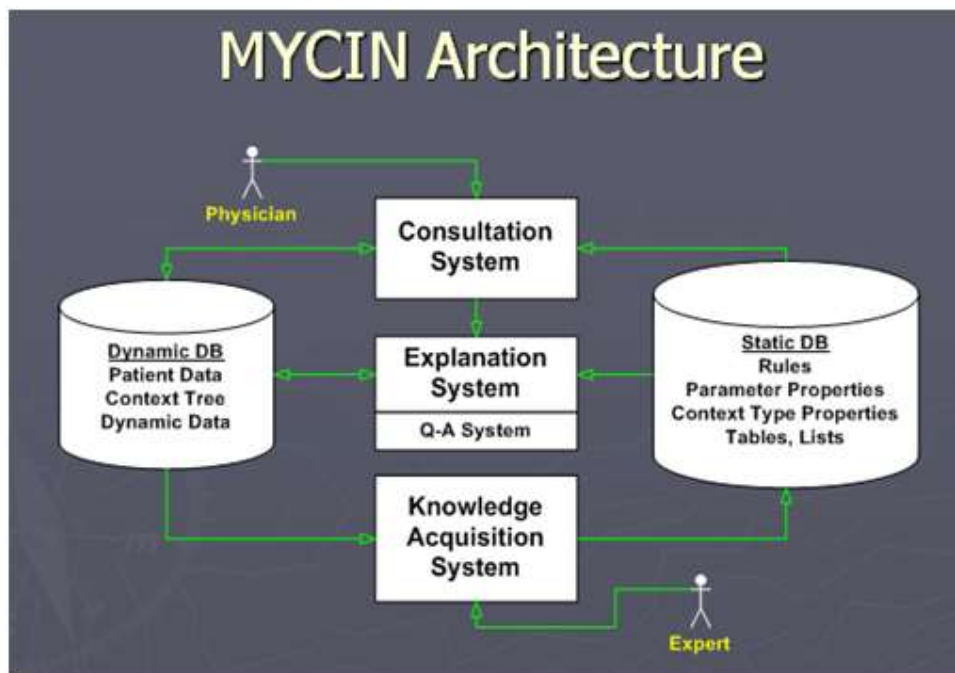 MYCIN Architecture
Physician
Consultation
System
Dynamic DB
Patient Data
Context Tree
Dynamic Data
Explanation
System
Q-A System
Static DB
Rules
Parameter Properties
Context Type Properties
Tables, Lists
Knowledge
Acquisition
System
Expert